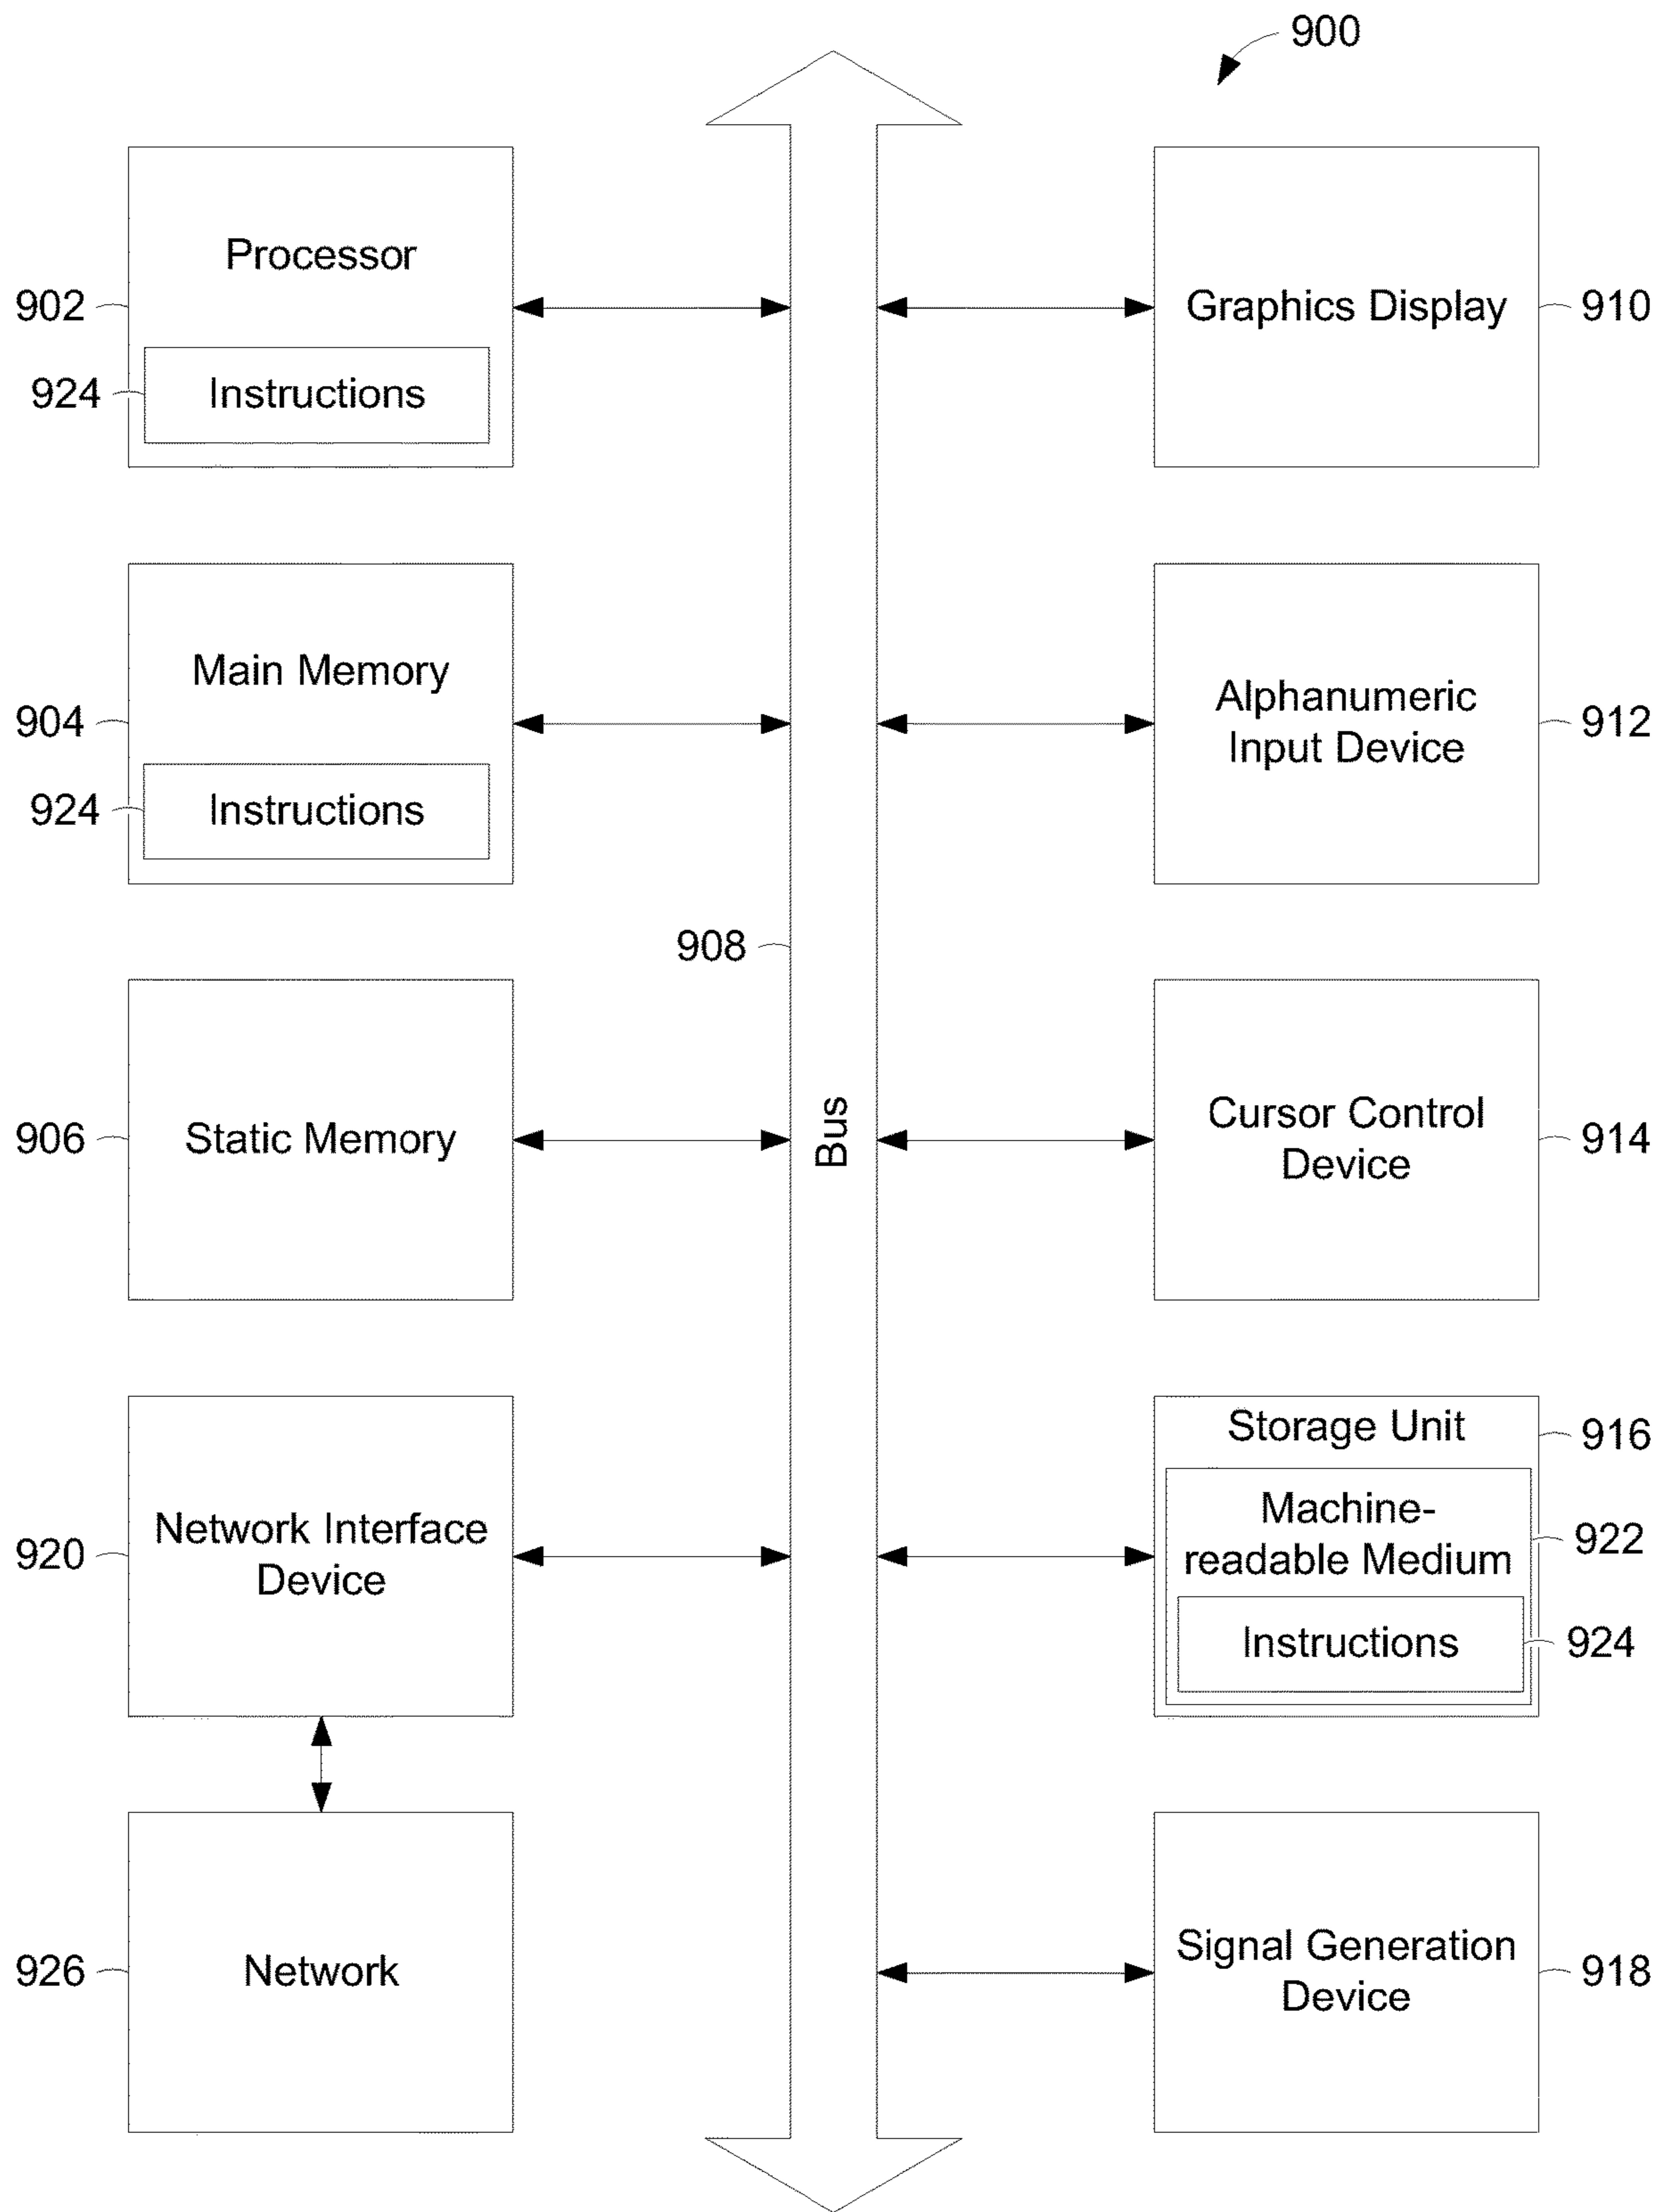 900
Processor
902
924
Instructions
Graphics Display
910
Main Memory
904
924
Instructions
Alphanumeric
Input Device
912
908
Bus
Static Memory
906
Cursor Control
Device
914
Network Interface
Device
920
Storage Unit
916
Machine-
readable Medium
922
Instructions
924
Network
926
Signal Generation
Device
918